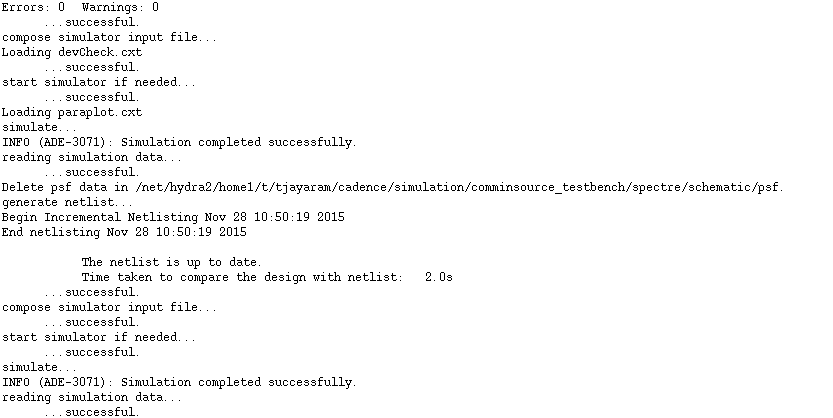 Errors: 0  Warnings: 0
...successful.
compose simulator input file...
Loading devCheck.cxt
...successful.
start simulator if needed...
...successful.
Loading paraplot.cxt
simulate...
INFO (ADE-3071): Simulation completed successfully.
reading simulation data...
...successful.
Delete psf data in /net/hydra2/home1/t/tjayaram/cadence/simulation/comminsource_testbench/spectre/schematic/psf.
generate netlist...
Begin Incremental Netlisting Nov 28 10:50:19 2015
End netlisting Nov 28 10:50:19 2015
The netlist is up to date.
Time taken to compare the design with netlist:   2.0s
...successful.
compose simulator input file...
...successful.
start simulator if needed...
...successful.
simulate...
INFO (ADE-3071): Simulation completed successfully.
reading simulation data...
...successful.